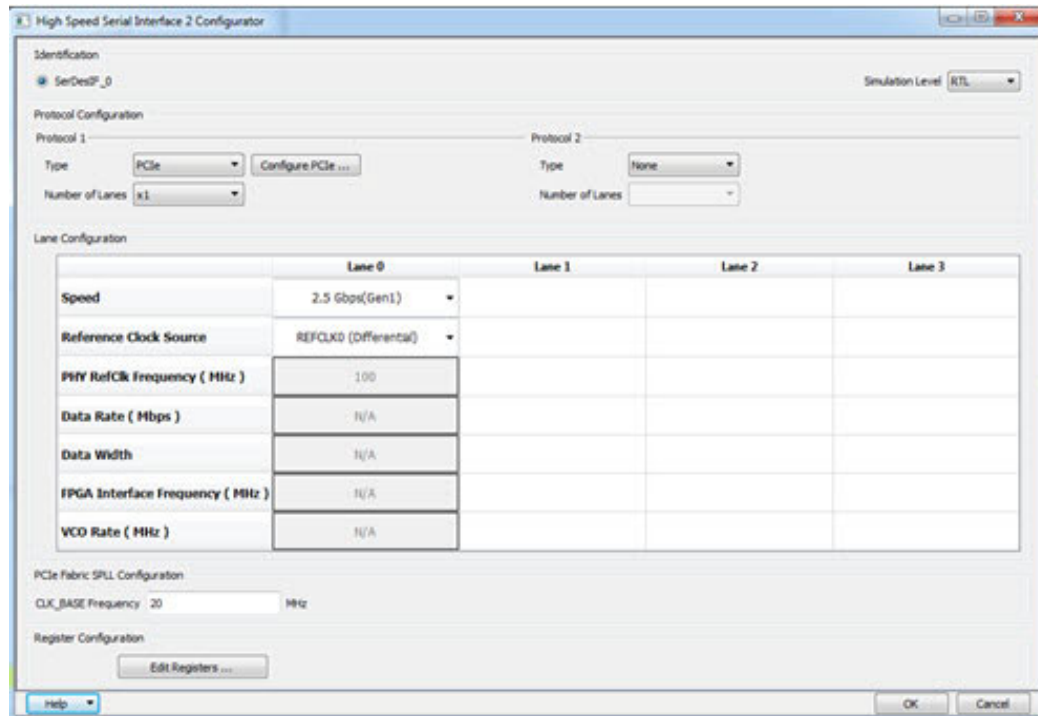 High Speed Serial Interface 2 Configurator
Identification
SerDesIF_0
Simulation Level RTL
Protocol Configuration
Protocol 1
Protocol 2
Type PCIe Configure PCIe ...
Type None
Number of Lanes x1
Number of Lanes
Lane Configuration
Lane 0 Lane 1 Lane 2 Lane 3
Speed 2.5 Gbps(Gen1)
Reference Clock Source REFCLK0 (Differential)
PHY RefClk Frequency ( MHz ) 100
Data Rate ( Mbps ) N/A
Data Width N/A
FPGA Interface Frequency ( MHz ) N/A
VCO Rate ( MHz ) N/A
PCIe Fabric SPLL Configuration
CLK_BASE Frequency 20 MHz
Register Configuration
Edit Registers ...
Help OK Cancel